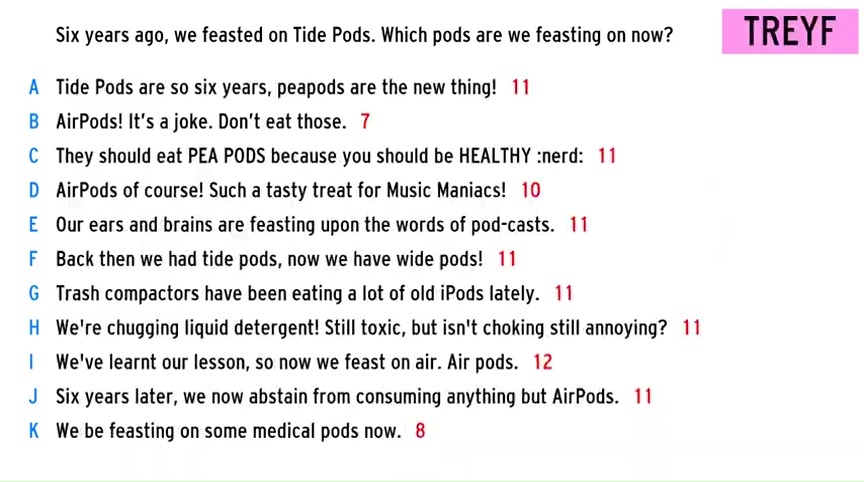 Six years ago, we feasted on Tide Pods. Which pods are we feasting on now?
TREYF
A Tide Pods are so six years, peapods are the new thing! 11
B AirPods! It's a joke. Don't eat those. 7
C They should eat PEA PODS because you should be HEALTHY :nerd: 11
D AirPods of course! Such a tasty treat for Music Maniacs! 10
E Our ears and brains are feasting upon the words of pod-casts. 11
F Back then we had tide pods, now we have wide pods! 11
G Trash compactors have been eating a lot of old iPods lately. 11
H We're chugging liquid detergent! Still toxic, but isn't choking still annoying? 11
I We've learnt our lesson, so now we feast on air. Air pods. 12
J Six years later, we now abstain from consuming anything but AirPods. 11
K We be feasting on some medical pods now. 8